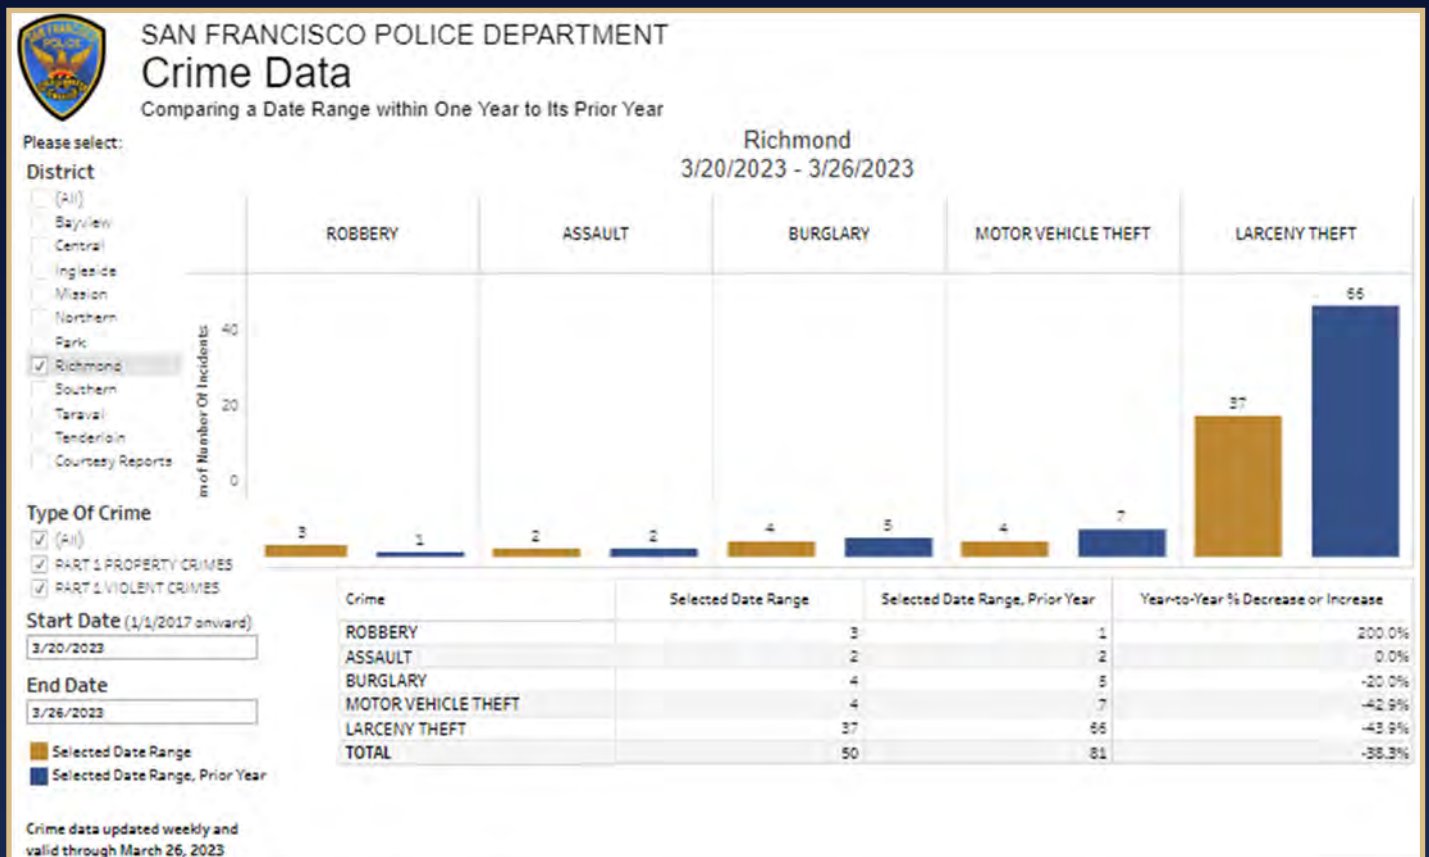 SAN FRANCISCO
POLICE
SAN FRANCISCO POLICE DEPARTMENT
Crime Data
Comparing a Date Range within One Year to Its Prior Year
Please select:
District
(All)
Bayview
Central
Ingleside
Mission
Northern
Park
Richmond
Southern
Taraval
Tenderloin
Courtesy Reports
Type Of Crime
(All)
PART 1 PROPERTY CRIMES
PART 1 VIOLENT CRIMES
Start Date (1/1/2017 onward)
3/20/2023
End Date
3/26/2023
Selected Date Range
Selected Date Range, Prior Year
Crime data updated weekly and
valid through March 26, 2023
Richmond
3/20/2023 - 3/26/2023
ROBBERY ASSAULT BURGLARY MOTOR VEHICLE THEFT LARCENY THEFT
m of Number Of Incidents
40
20
0
3 1 2 2 4 5 4 7 37 66
Crime Selected Date Range Selected Date Range, Prior Year Year-to-Year % Decrease or Increase
ROBBERY 3 1 200.0%
ASSAULT 2 2 0.0%
BURGLARY 4 5 -20.0%
MOTOR VEHICLE THEFT 4 7 -42.9%
LARCENY THEFT 37 66 -43.9%
TOTAL 50 81 -38.3%